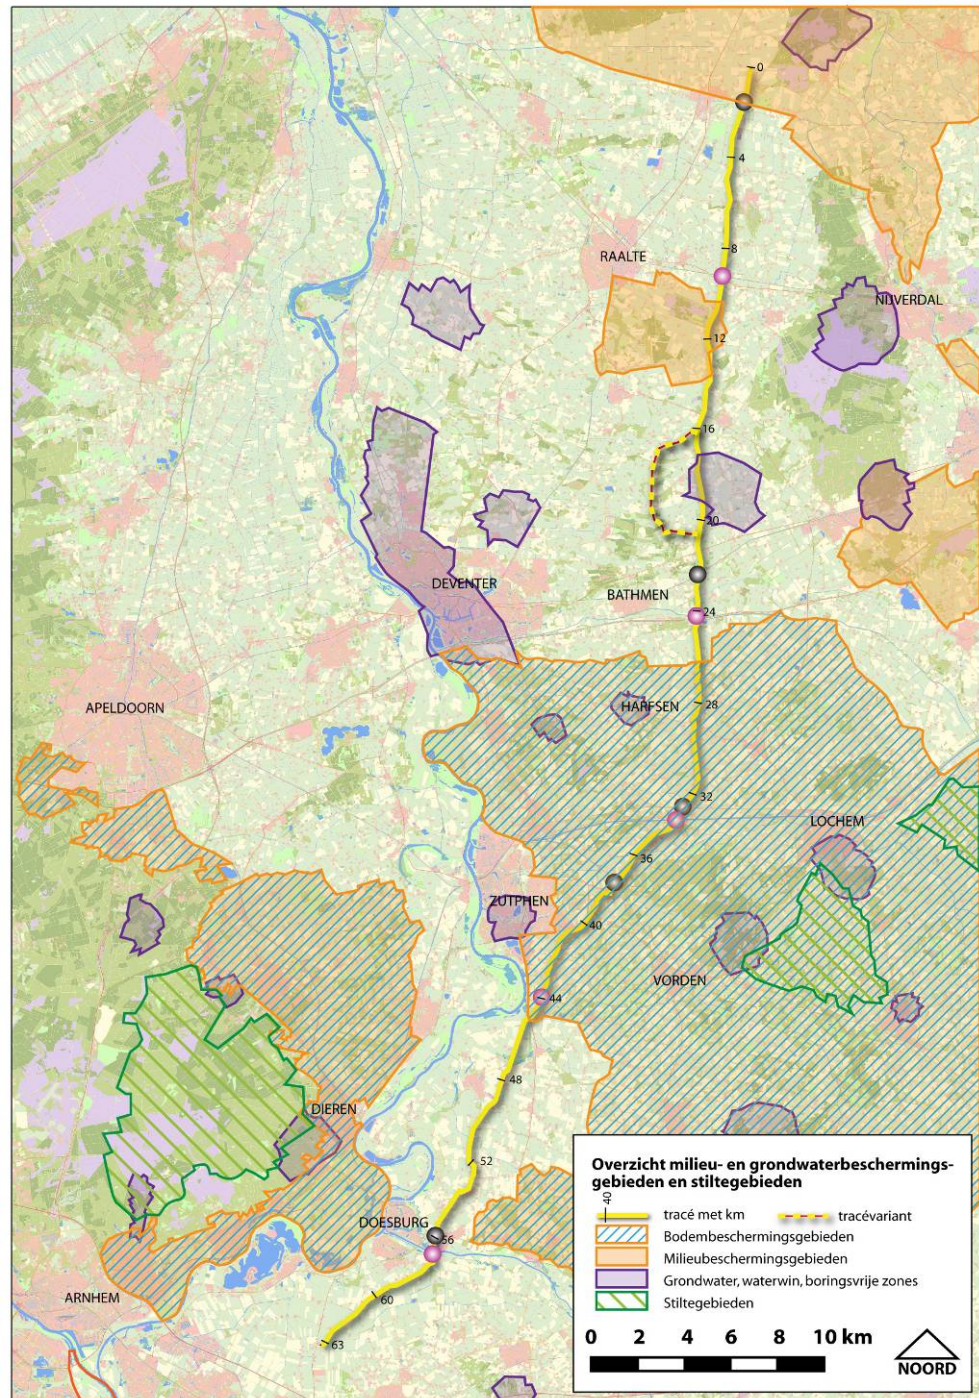 0
4
8
RAALTE
NIJVERDAL
12
16
20
DEVENTER
BATHMEN
24
28
HARFSEN
APELDOORN
32
LOCHEM
36
ZUTPHEN
40
VORDEN
44
48
DIEREN
52
DOESBURG
56
ARNHEM
60
63
Overzicht milieu- en grondwaterbeschermings-
gebieden en stiltegebieden
40
tracé met km tracévariant
Bodembeschermingsgebieden
Milieubeschermingsgebieden
Grondwater, waterwin, boringsvrije zones
Stiltegebieden
0 2 4 6 8 10 km
NOORD